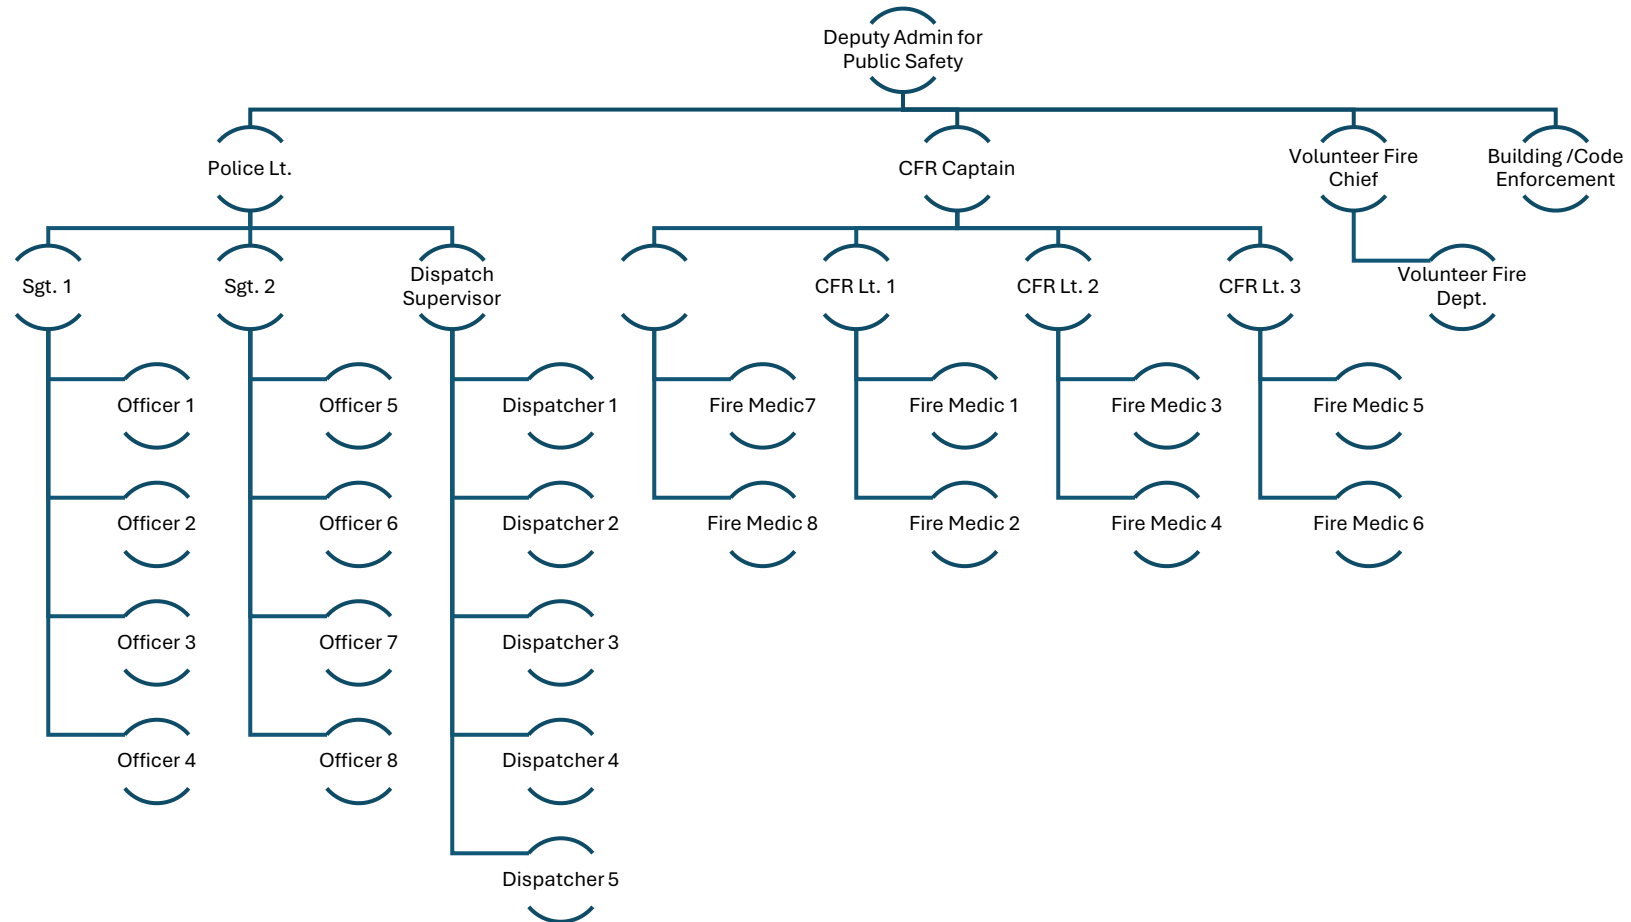 Deputy Admin for
Public Safety
Police Lt.
CFR Captain
Volunteer Fire
Chief
Building /Code
Enforcement
Sgt. 1
Sgt. 2
Dispatch
Supervisor
CFR Lt. 1
CFR Lt. 2
CFR Lt. 3
Volunteer Fire
Dept.
Officer 1
Officer 5
Dispatcher 1
Fire Medic7
Fire Medic 1
Fire Medic 3
Fire Medic 5
Officer 2
Officer 6
Dispatcher 2
Fire Medic 8
Fire Medic 2
Fire Medic 4
Fire Medic 6
Officer 3
Officer 7
Dispatcher 3
Officer 4
Officer 8
Dispatcher 4
Dispatcher 5